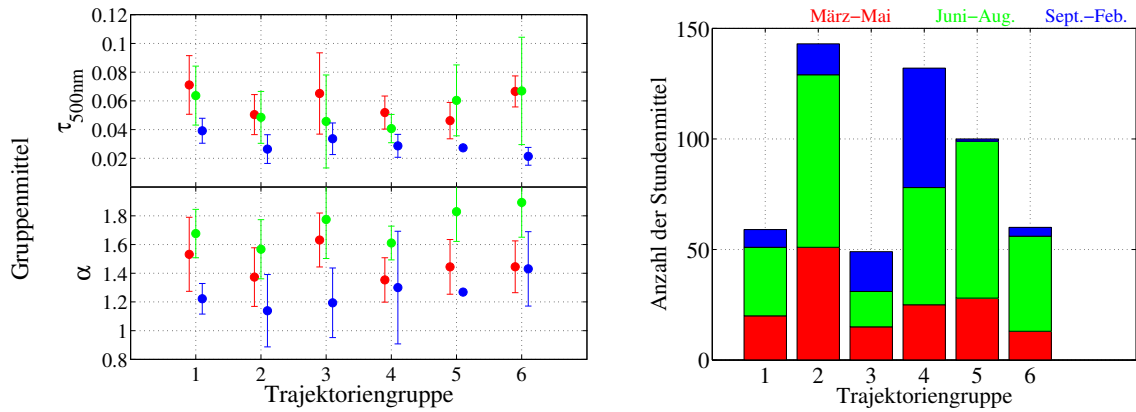 Gruppenmittel
τ500nm
0.12
0.1
0.08
0.06
0.04
0.02
α
1.8
1.6
1.4
1.2
1
0.8
1 2 3 4 5 6
Trajektoriengruppe
März−Mai Juni−Aug. Sept.−Feb.
Anzahl der Stundenmittel
150
100
50
0
1 2 3 4 5 6
Trajektoriengruppe